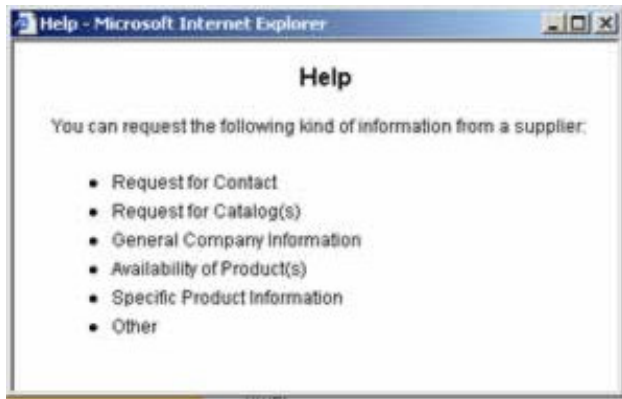 Help - Microsoft Internet Explorer
Help
You can request the following kind of information from a supplier:
Request for Contact
Request for Catalog(s)
General Company Information
Availability of Product(s)
Specific Product Information
Other